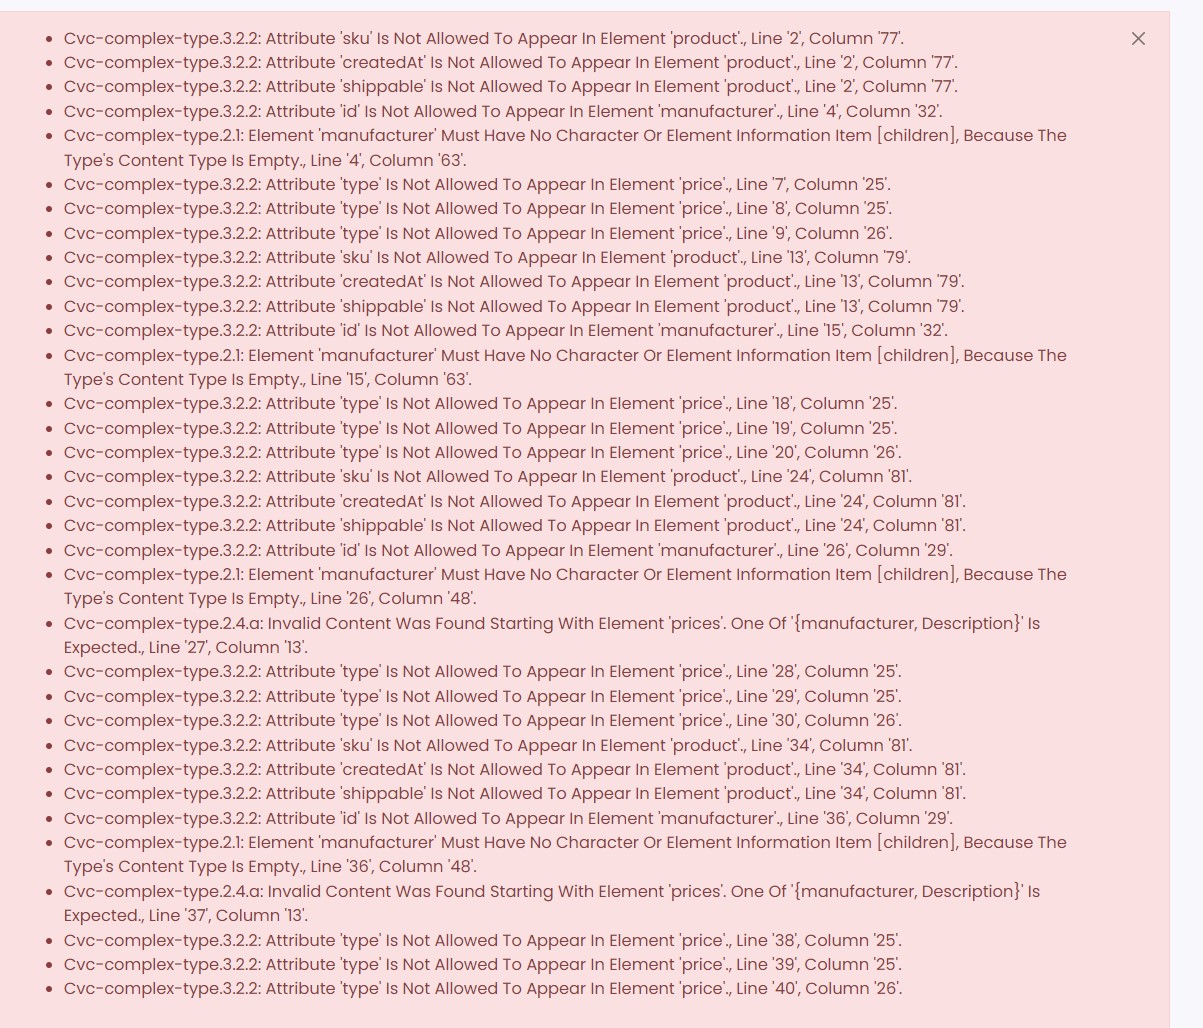 Cvc-complex-type.3.2.2: Attribute 'sku' Is Not Allowed To Appear In Element 'product'., Line '2', Column '77'.
Cvc-complex-type.3.2.2: Attribute 'createdAt' Is Not Allowed To Appear In Element 'product'., Line '2', Column '77'.
Cvc-complex-type.3.2.2: Attribute 'shippable' Is Not Allowed To Appear In Element 'product'., Line '2', Column '77'.
Cvc-complex-type.3.2.2: Attribute 'id' Is Not Allowed To Appear In Element 'manufacturer'., Line '4', Column '32'.
Cvc-complex-type.2.1: Element 'manufacturer' Must Have No Character Or Element Information Item [children], Because The
Type's Content Type Is Empty., Line '4', Column '63'.
Cvc-complex-type.3.2.2: Attribute 'type' Is Not Allowed To Appear In Element 'price'., Line '7', Column '25'.
Cvc-complex-type.3.2.2: Attribute 'type' Is Not Allowed To Appear In Element 'price'., Line '8', Column '25'.
Cvc-complex-type.3.2.2: Attribute 'type' Is Not Allowed To Appear In Element 'price'., Line '9', Column '26'.
Cvc-complex-type.3.2.2: Attribute 'sku' Is Not Allowed To Appear In Element 'product'., Line '13', Column '79'.
Cvc-complex-type.3.2.2: Attribute 'createdAt' Is Not Allowed To Appear In Element 'product'., Line '13', Column '79'.
Cvc-complex-type.3.2.2: Attribute 'shippable' Is Not Allowed To Appear In Element 'product'., Line '13', Column '79'.
Cvc-complex-type.3.2.2: Attribute 'id' Is Not Allowed To Appear In Element 'manufacturer'., Line '15', Column '32'.
Cvc-complex-type.2.1: Element 'manufacturer' Must Have No Character Or Element Information Item [children], Because The
Type's Content Type Is Empty., Line '15', Column '63'.
Cvc-complex-type.3.2.2: Attribute 'type' Is Not Allowed To Appear In Element 'price'., Line '18', Column '25'.
Cvc-complex-type.3.2.2: Attribute 'type' Is Not Allowed To Appear In Element 'price'., Line '19', Column '25'.
Cvc-complex-type.3.2.2: Attribute 'type' Is Not Allowed To Appear In Element 'price'., Line '20', Column '26'.
Cvc-complex-type.3.2.2: Attribute 'sku' Is Not Allowed To Appear In Element 'product'., Line '24', Column '81'.
Cvc-complex-type.3.2.2: Attribute 'createdAt' Is Not Allowed To Appear In Element 'product'., Line '24', Column '81'.
Cvc-complex-type.3.2.2: Attribute 'shippable' Is Not Allowed To Appear In Element 'product'., Line '24', Column '81'.
Cvc-complex-type.3.2.2: Attribute 'id' Is Not Allowed To Appear In Element 'manufacturer'., Line '26', Column '29'.
Cvc-complex-type.2.1: Element 'manufacturer' Must Have No Character Or Element Information Item [children], Because The
Type's Content Type Is Empty., Line '26', Column '48'.
Cvc-complex-type.2.4.a: Invalid Content Was Found Starting With Element 'prices'. One Of '{manufacturer, Description}' Is
Expected., Line '27', Column '13'.
Cvc-complex-type.3.2.2: Attribute 'type' Is Not Allowed To Appear In Element 'price'., Line '28', Column '25'.
Cvc-complex-type.3.2.2: Attribute 'type' Is Not Allowed To Appear In Element 'price'., Line '29', Column '25'.
Cvc-complex-type.3.2.2: Attribute 'type' Is Not Allowed To Appear In Element 'price'., Line '30', Column '26'.
Cvc-complex-type.3.2.2: Attribute 'sku' Is Not Allowed To Appear In Element 'product'., Line '34', Column '81'.
Cvc-complex-type.3.2.2: Attribute 'createdAt' Is Not Allowed To Appear In Element 'product'., Line '34', Column '81'.
Cvc-complex-type.3.2.2: Attribute 'shippable' Is Not Allowed To Appear In Element 'product'., Line '34', Column '81'.
Cvc-complex-type.3.2.2: Attribute 'id' Is Not Allowed To Appear In Element 'manufacturer'., Line '36', Column '29'.
Cvc-complex-type.2.1: Element 'manufacturer' Must Have No Character Or Element Information Item [children], Because The
Type's Content Type Is Empty., Line '36', Column '48'.
Cvc-complex-type.2.4.a: Invalid Content Was Found Starting With Element 'prices'. One Of '{manufacturer, Description}' Is
Expected., Line '37', Column '13'.
Cvc-complex-type.3.2.2: Attribute 'type' Is Not Allowed To Appear In Element 'price'., Line '38', Column '25'.
Cvc-complex-type.3.2.2: Attribute 'type' Is Not Allowed To Appear In Element 'price'., Line '39', Column '25'.
Cvc-complex-type.3.2.2: Attribute 'type' Is Not Allowed To Appear In Element 'price'., Line '40', Column '26'.